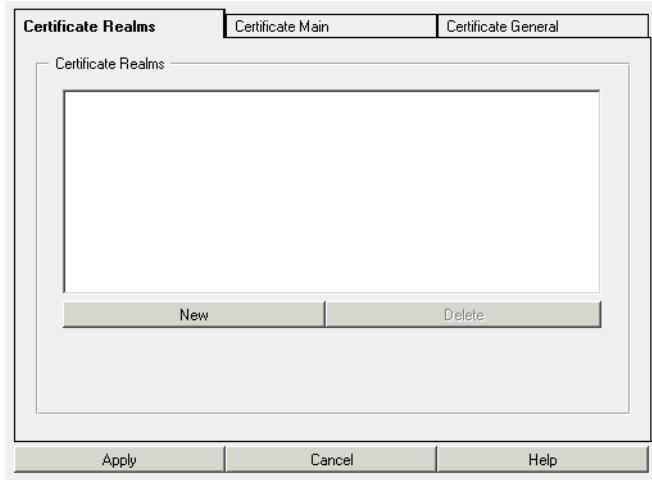 Certificate Realms Certificate Main Certificate General
Certificate Realms
New Delete
Apply Cancel Help